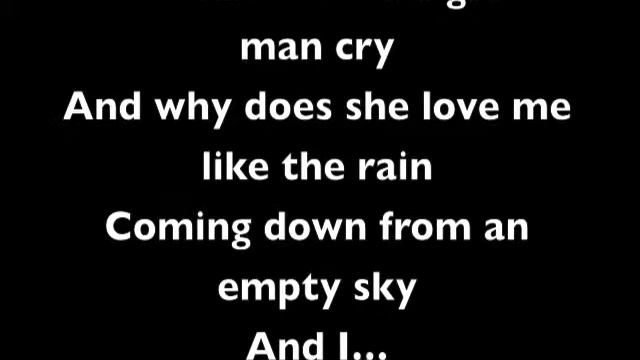 man cry
And why does she love me
like the rain
Coming down from an
empty sky
And I...